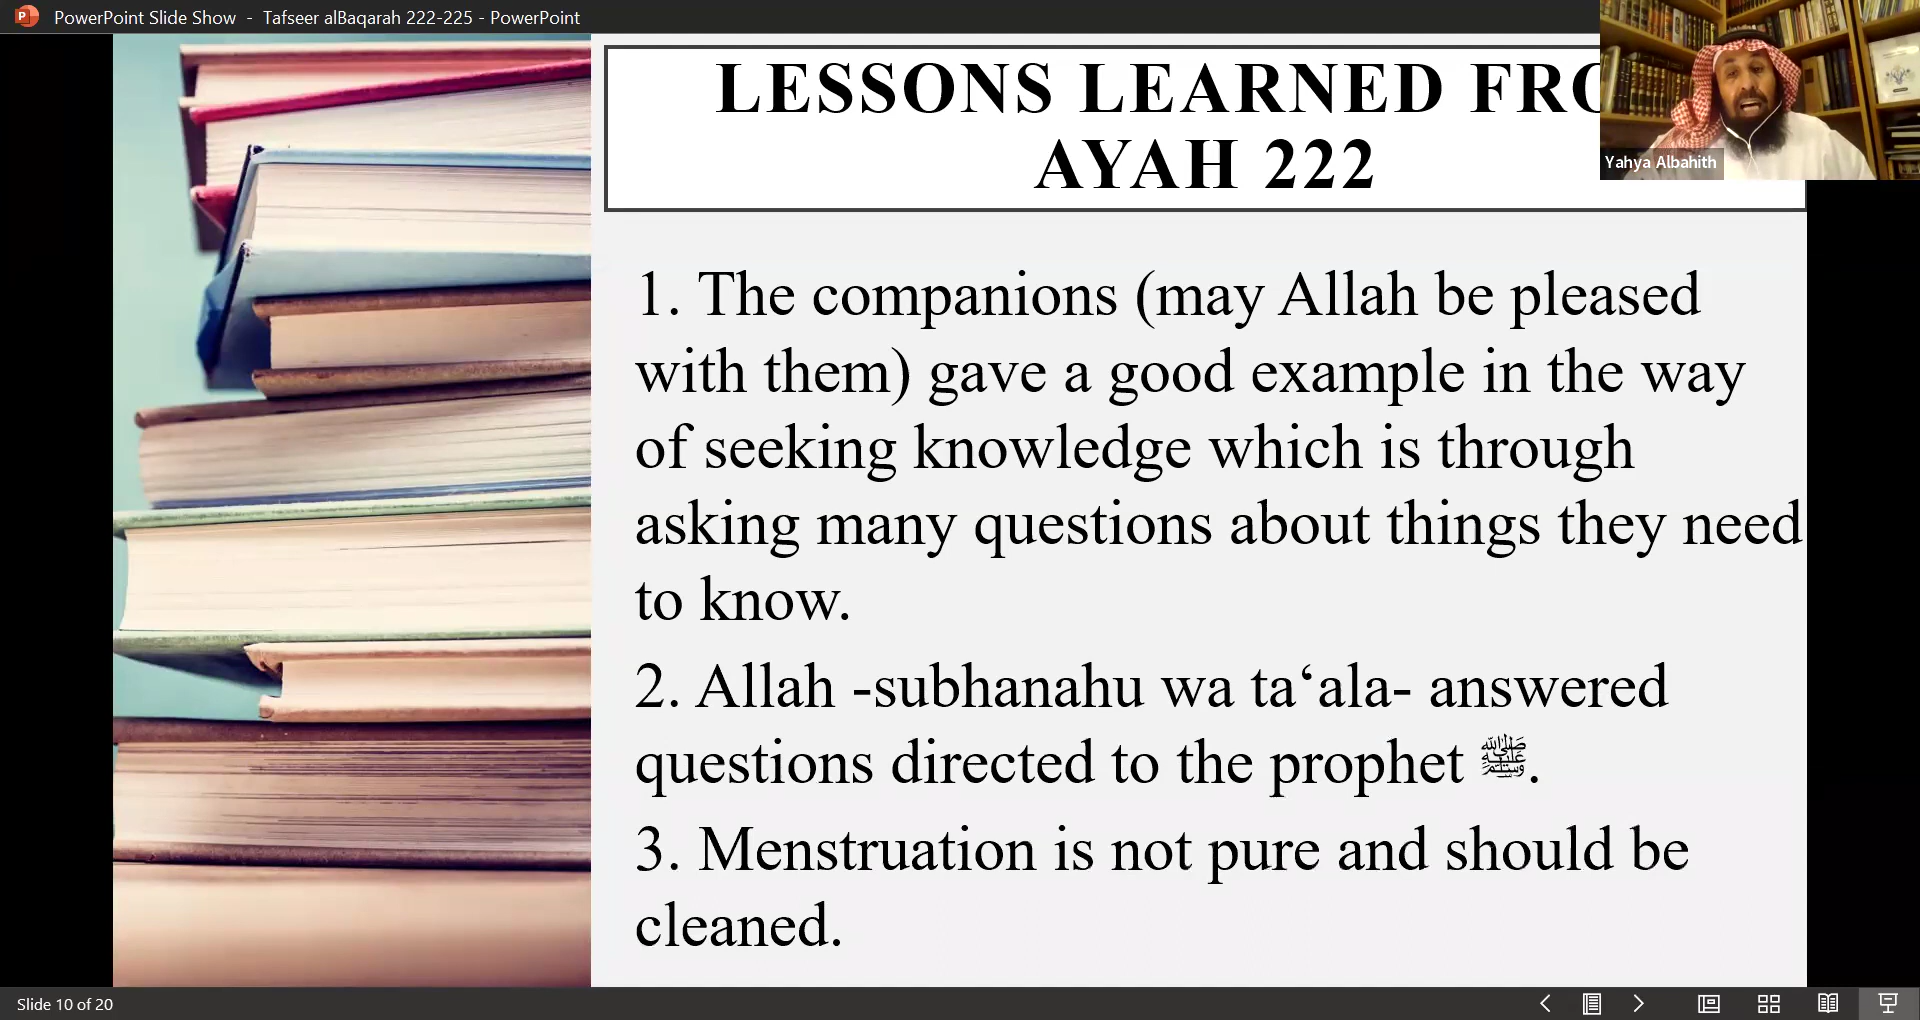 PowerPoint Slide Show - Tafseer alBaqarah 222-225 - PowerPoint
LESSONS LEARNED FRO
AYAH 222
Yahya Albahith
1. The companions (may Allah be pleased
with them) gave a good example in the way
of seeking knowledge which is through
asking many questions about things they need
to know.
2. Allah -subhanahu wa ta‘ala- answered
questions directed to the prophet ﷺ.
3. Menstruation is not pure and should be
cleaned.
Slide 10 of 20